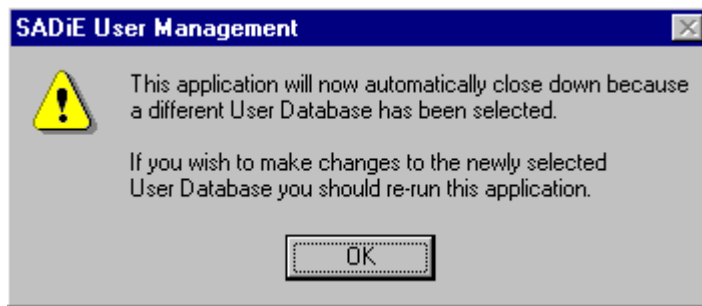 SADiE User Management
This application will now automatically close down because
a different User Database has been selected.
If you wish to make changes to the newly selected
User Database you should re-run this application.
OK